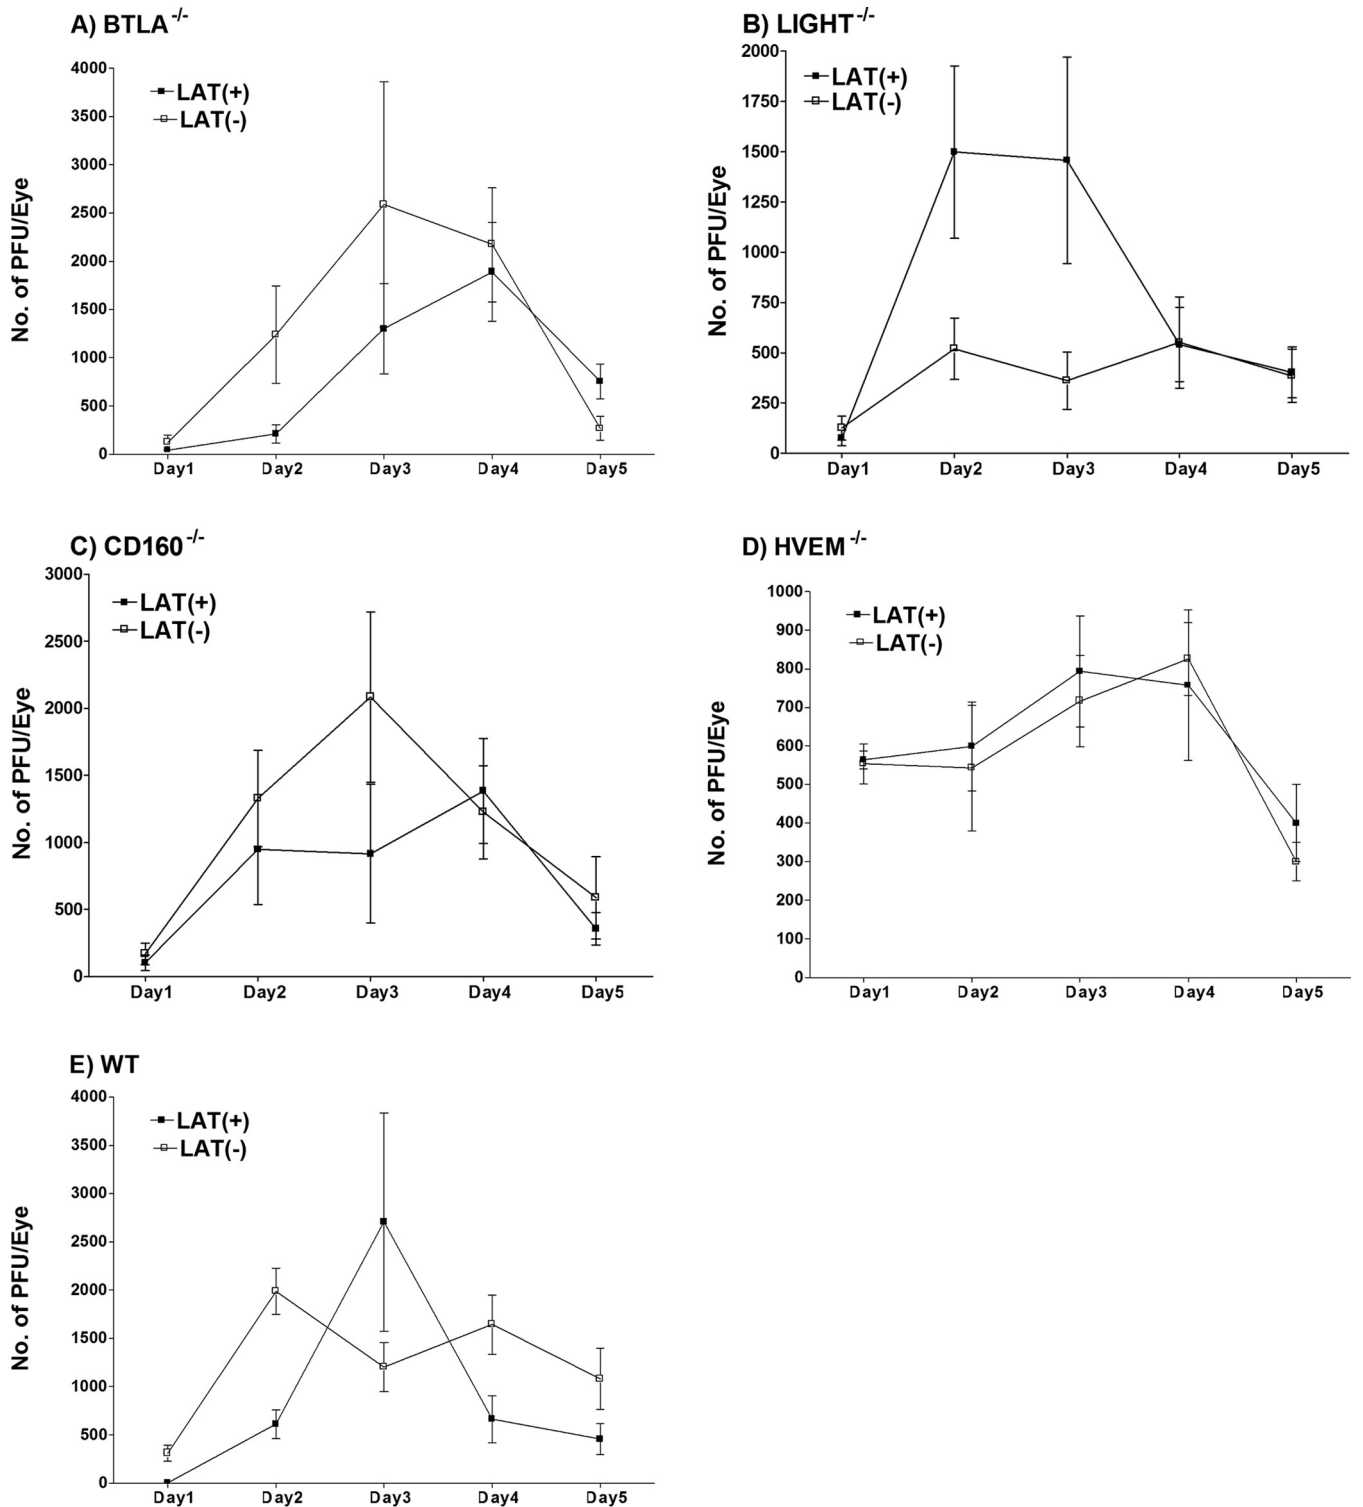 A) BTLA -/-
No. of PFU/Eye
4000
3500
3000
2500
2000
1500
1000
500
0
LAT(+)
LAT(-)
Day1 Day2 Day3 Day4 Day5
B) LIGHT -/-
No. of PFU/Eye
2000
1750
1500
1250
1000
750
500
250
0
LAT(+)
LAT(-)
Day1 Day2 Day3 Day4 Day5
C) CD160 -/-
No. of PFU/Eye
3000
2500
2000
1500
1000
500
0
LAT(+)
LAT(-)
Day1 Day2 Day3 Day4 Day5
D) HVEM -/-
No. of PFU/Eye
1000
900
800
700
600
500
400
300
200
100
0
LAT(+)
LAT(-)
Day1 Day2 Day3 Day4 Day5
E) WT
No. of PFU/Eye
4000
3500
3000
2500
2000
1500
1000
500
0
LAT(+)
LAT(-)
Day1 Day2 Day3 Day4 Day5